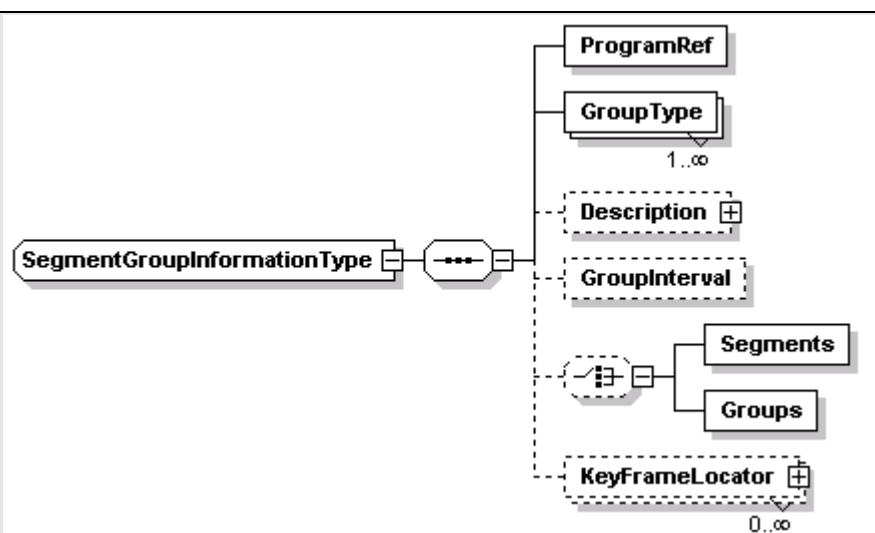 ProgramRef
GroupType
1..∞
Description
SegmentGroupInformationType
GroupInterval
Segments
Groups
KeyFrameLocator
0..∞